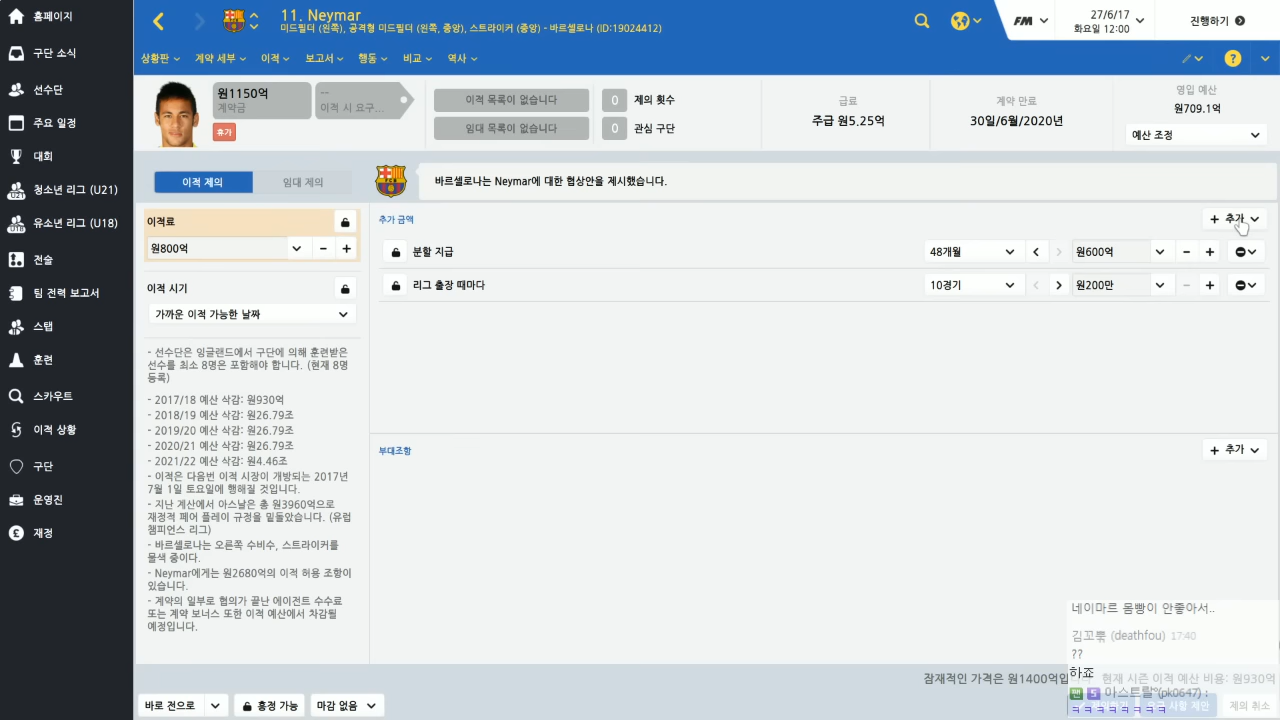 홈페이지
구단 소식
선수단
주요 일정
대회
청소년 리그 (U21)
유소년 리그 (U18)
전술
팀 전력 보고서
스탭
훈련
스카우트
이적 상황
구단
운영진
재정
11. Neymar
미드필더 (왼쪽), 공격형 미드필더 (왼쪽, 중앙), 스트라이커 (중앙) - 바르셀로나 (ID:19024412)
FM
27/6/17
화요일 12:00
진행하기
상황판 계약 세부 이적 보고서 행동 비교 역사
원1150억
계약금
휴가
--
이적 시 요구...
이적 목록이 없습니다
임대 목록이 없습니다
0 제의 횟수
0 관심 구단
급료
주급 원5.25억
계약 만료
30일/6월/2020년
영입 예산
원709.1억
예산 조정
이적 제의 임대 제의
바르셀로나는 Neymar에 대한 협상안을 제시했습니다.
이적료
원800억
이적 시기
가까운 이적 가능한 날짜
- 선수단은 잉글랜드에서 구단에 의해 훈련받은
선수를 최소 8명은 포함해야 합니다. (현재 8명
등록)
- 2017/18 예산 삭감: 원930억
- 2018/19 예산 삭감: 원26.79조
- 2019/20 예산 삭감: 원26.79조
- 2020/21 예산 삭감: 원26.79조
- 2021/22 예산 삭감: 원4.46조
- 이적은 다음번 이적 시장이 개방되는 2017년
7월 1일 토요일에 행해질 것입니다.
- 지난 계산에서 아스날은 총 원3960억으로
재정적 페어 플레이 규정을 밑돌았습니다. (유럽
챔피언스 리그)
- 바르셀로나는 오른쪽 수비수, 스트라이커를
물색 중이다.
- Neymar에게는 원2680억의 이적 허용 조항이
있습니다.
- 계약의 일부로 협의가 끝난 에이전트 수수료
또는 계약 보너스 또한 이적 예산에서 차감될
예정입니다.
추가 금액
+ 추가
분할 지급 48개월 원600억
리그 출장 때마다 10경기 원200만
부대조항
+ 추가
네이마르 몸빵이 안좋아서..
(deathfou) 17:40
??
하죠
잠재적인 가격은 원1400억입 현재 시즌 이적 예산 비용: 원930억
(pk0647) :
ㅋㅋㅋㅋㅋㅋㅋㅋ
바로 전으로 흥정 가능 마감 없음
제의 취소